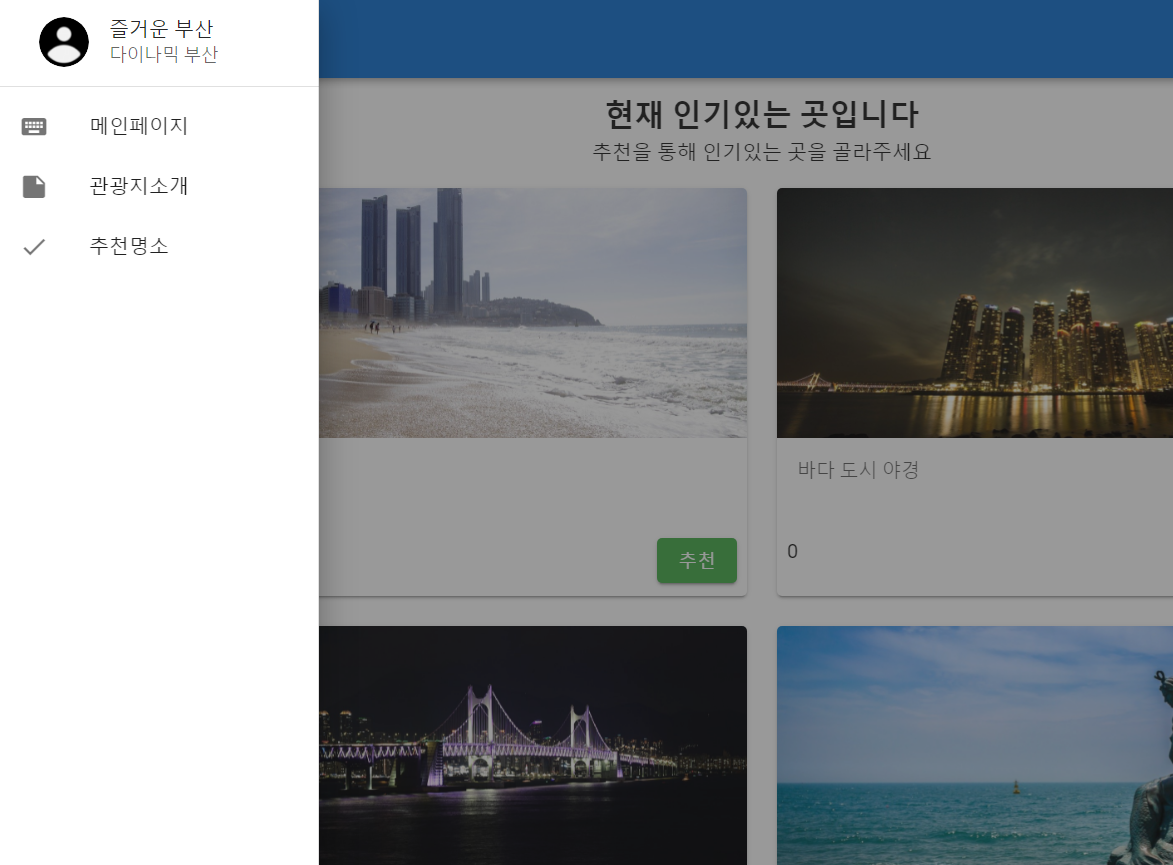 즐거운 부산
다이나믹 부산
메인페이지
관광지소개
추천명소
현재 인기있는 곳입니다
추천을 통해 인기있는 곳을 골라주세요
추천
바다 도시 야경
0